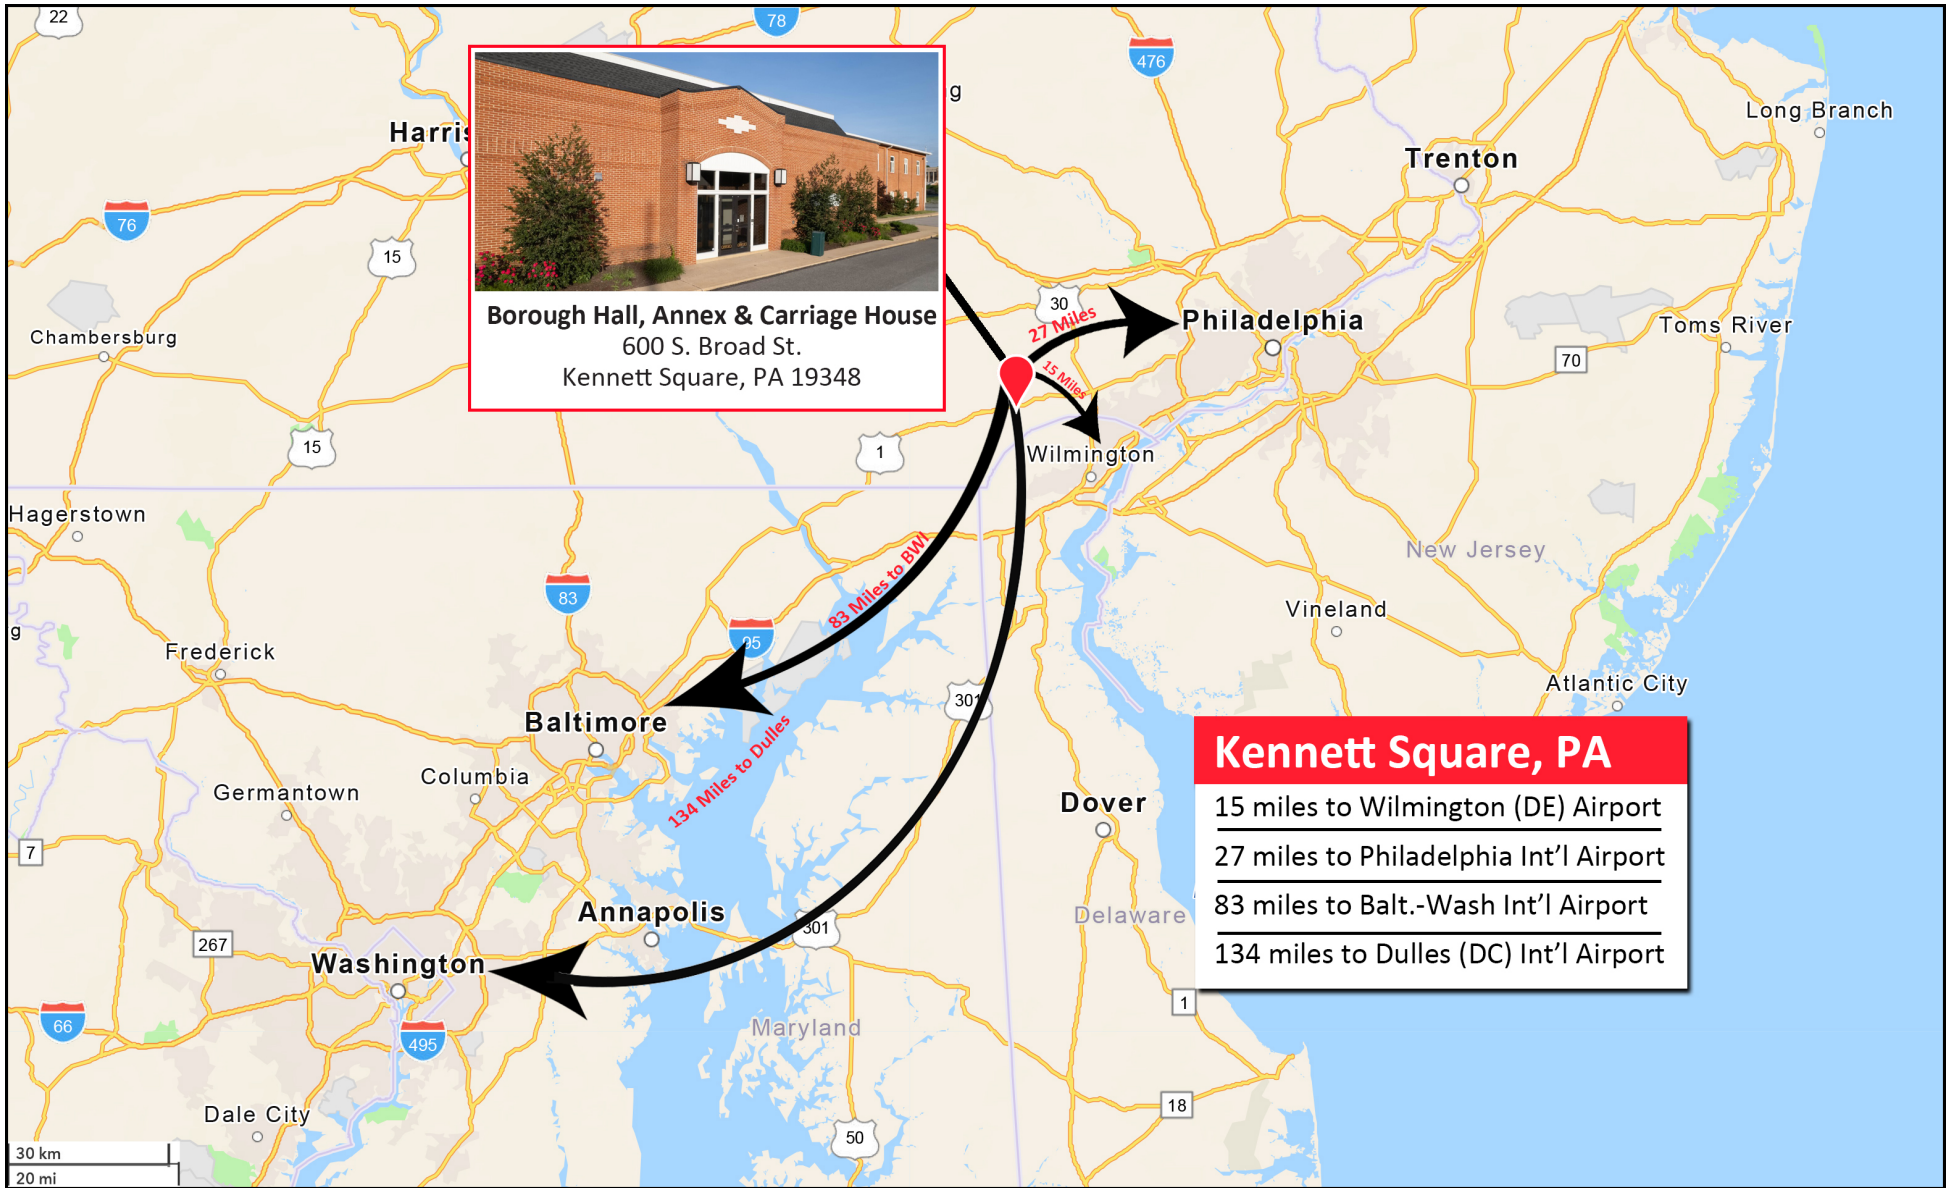 22
78
476
g
Long Branch
Harris
Trenton
76
15
30
27 Miles
Philadelphia
Toms River
Chambersburg
70
Borough Hall, Annex & Carriage House
600 S. Broad St.
Kennett Square, PA 19348
15 Miles
15
1
Wilmington
Hagerstown
New Jersey
83 Miles to BWI
83
Vineland
g
95
Frederick
301
Atlantic City
Baltimore
134 Miles to Dulles
Columbia
Germantown
Dover
Kennett Square, PA
15 miles to Wilmington (DE) Airport
27 miles to Philadelphia Int'l Airport
83 miles to Balt.-Wash Int'l Airport
134 miles to Dulles (DC) Int'l Airport
7
Annapolis
Delaware
301
267
Washington
1
66
495
Maryland
18
Dale City
50
30 km
20 mi